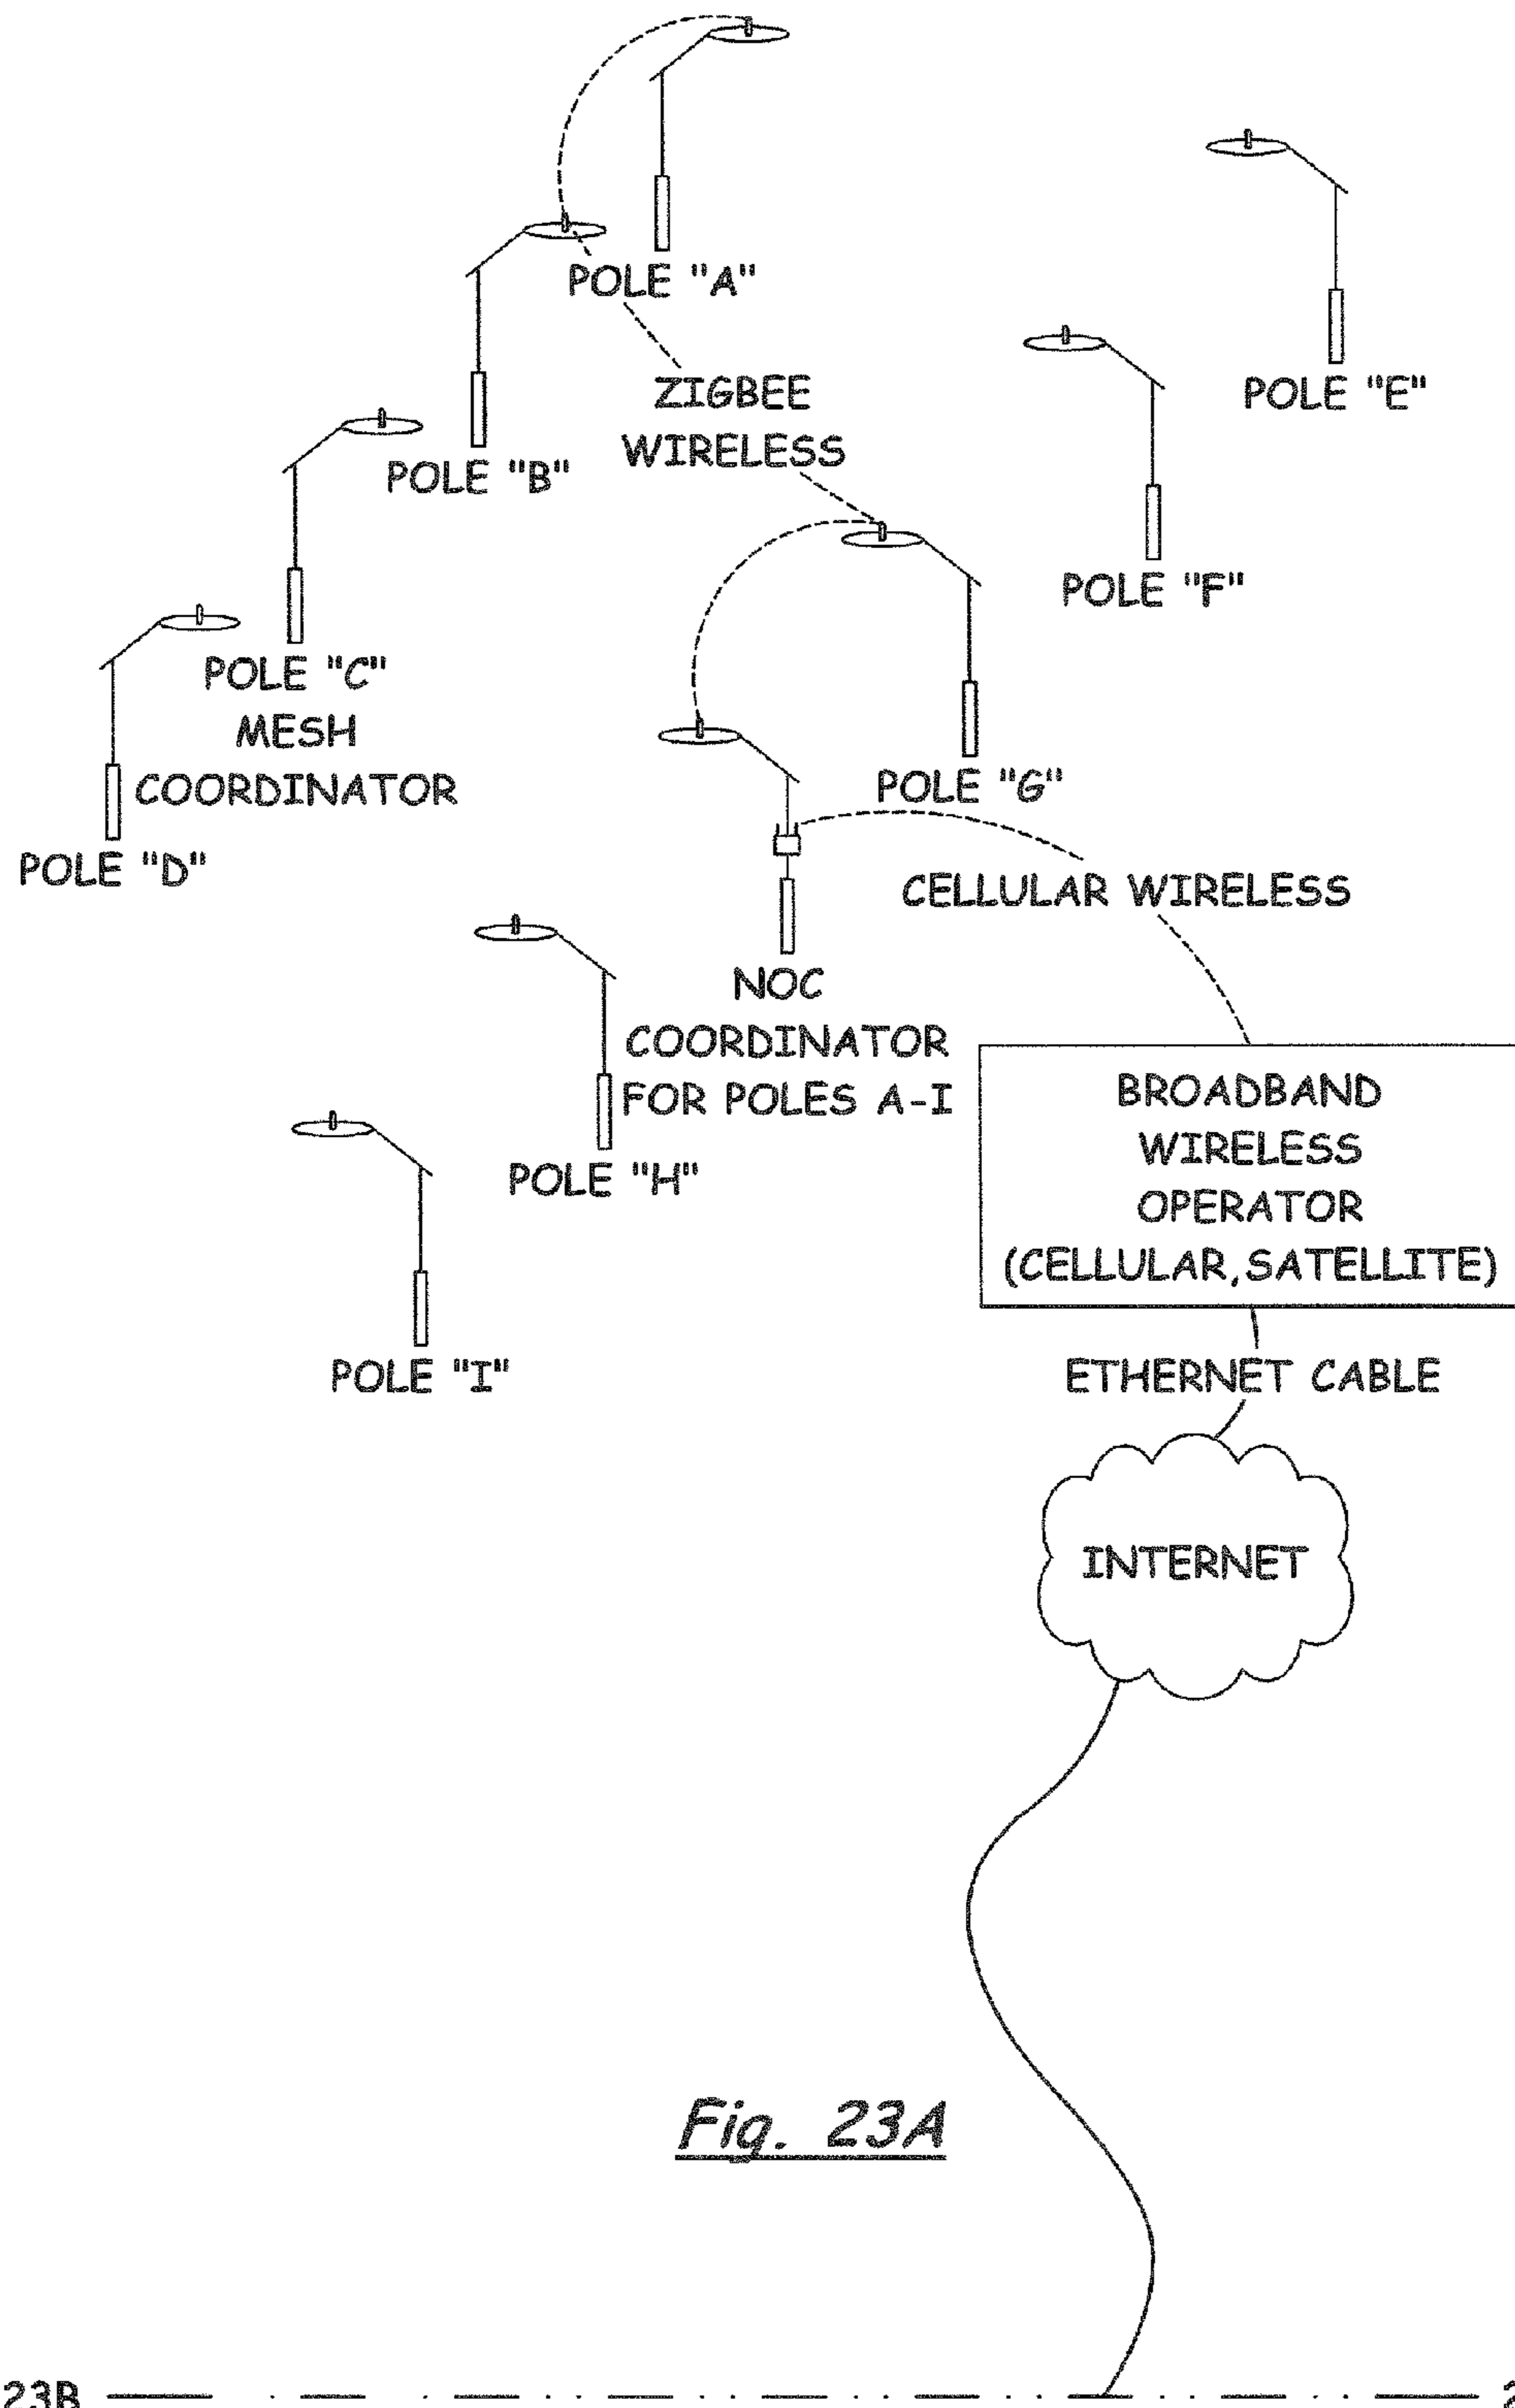 POLE "A"
POLE "E"
ZIGBEE
WIRELESS
POLE "B"
POLE "F"
POLE "C"
MESH
COORDINATOR
POLE "G"
POLE "D"
CELLULAR WIRELESS
NOC
COORDINATOR
FOR POLES A-I
BROADBAND
WIRELESS
OPERATOR
(CELLULAR, SATELLITE)
POLE "H"
POLE "I"
ETHERNET CABLE
INTERNET
Fig. 23A
23B